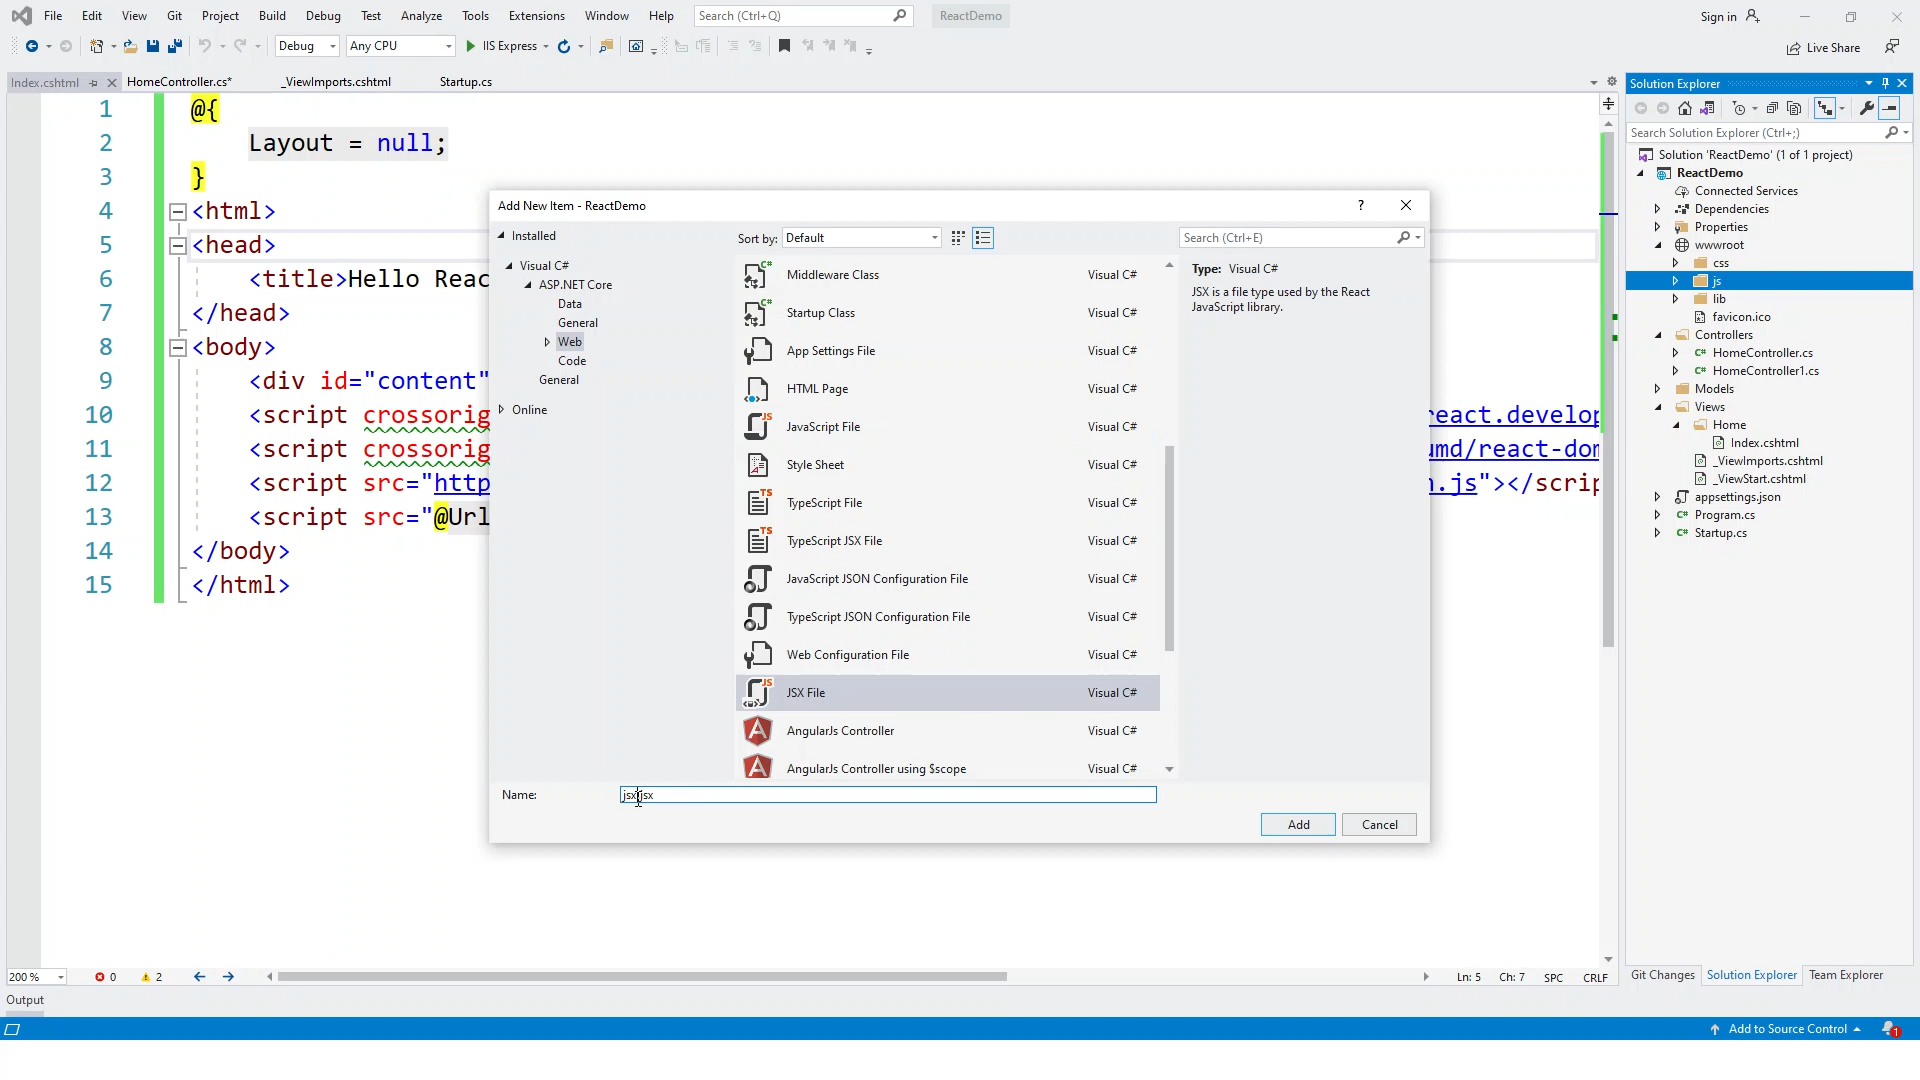 File Edit View Git Project Build Debug Test Analyze Tools Extensions Window Help Search (Ctrl+Q) ReactDemo Sign in
Debug Any CPU IIS Express Live Share
Index.cshtml HomeController.cs* _ViewImports.cshtml Startup.cs
1 @{
2 Layout = null;
3 }
4 <html>
5 <head>
6 <title>Hello Reac
7 </head>
8 <body>
9 <div id="content"
10 <script crossorig react.develop
11 <script crossorig umd/react-dom
12 <script src="http n.js"></scrip
13 <script src="@Url
14 </body>
15 </html>
Add New Item - ReactDemo ?
Installed
Visual C#
ASP.NET Core
Data
General
Web
Code
General
Online
Sort by: Default
Search (Ctrl+E)
Middleware Class Visual C#
Startup Class Visual C#
App Settings File Visual C#
HTML Page Visual C#
JavaScript File Visual C#
Style Sheet Visual C#
TypeScript File Visual C#
TypeScript JSX File Visual C#
JavaScript JSON Configuration File Visual C#
TypeScript JSON Configuration File Visual C#
Web Configuration File Visual C#
JSX File Visual C#
AngularJs Controller Visual C#
AngularJs Controller using $scope Visual C#
Type: Visual C#
JSX is a file type used by the React
JavaScript library.
Name: jsx.jsx
Add Cancel
Solution Explorer
Search Solution Explorer (Ctrl+;)
Solution 'ReactDemo' (1 of 1 project)
ReactDemo
Connected Services
Dependencies
Properties
wwwroot
css
js
lib
favicon.ico
Controllers
C# HomeController.cs
C# HomeController1.cs
Models
Views
Home
Index.cshtml
_ViewImports.cshtml
_ViewStart.cshtml
appsettings.json
C# Program.cs
C# Startup.cs
Git Changes Solution Explorer Team Explorer
200 % 0 2 Ln: 5 Ch: 7 SPC CRLF
Output
Add to Source Control 1